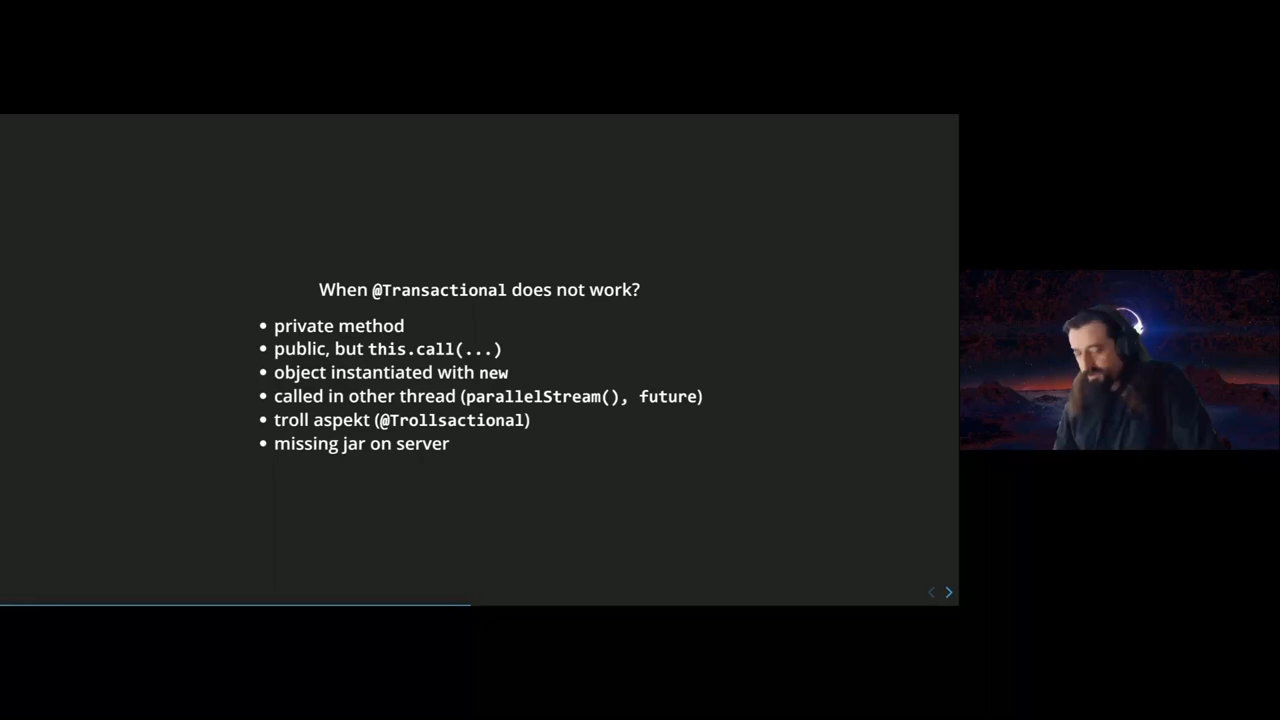 When @Transactional does not work?
• private method
• public, but this.call(...)
• object instantiated with new
• called in other thread (parallelStream(), future)
• troll aspekt (@Trollsactional)
• missing jar on server